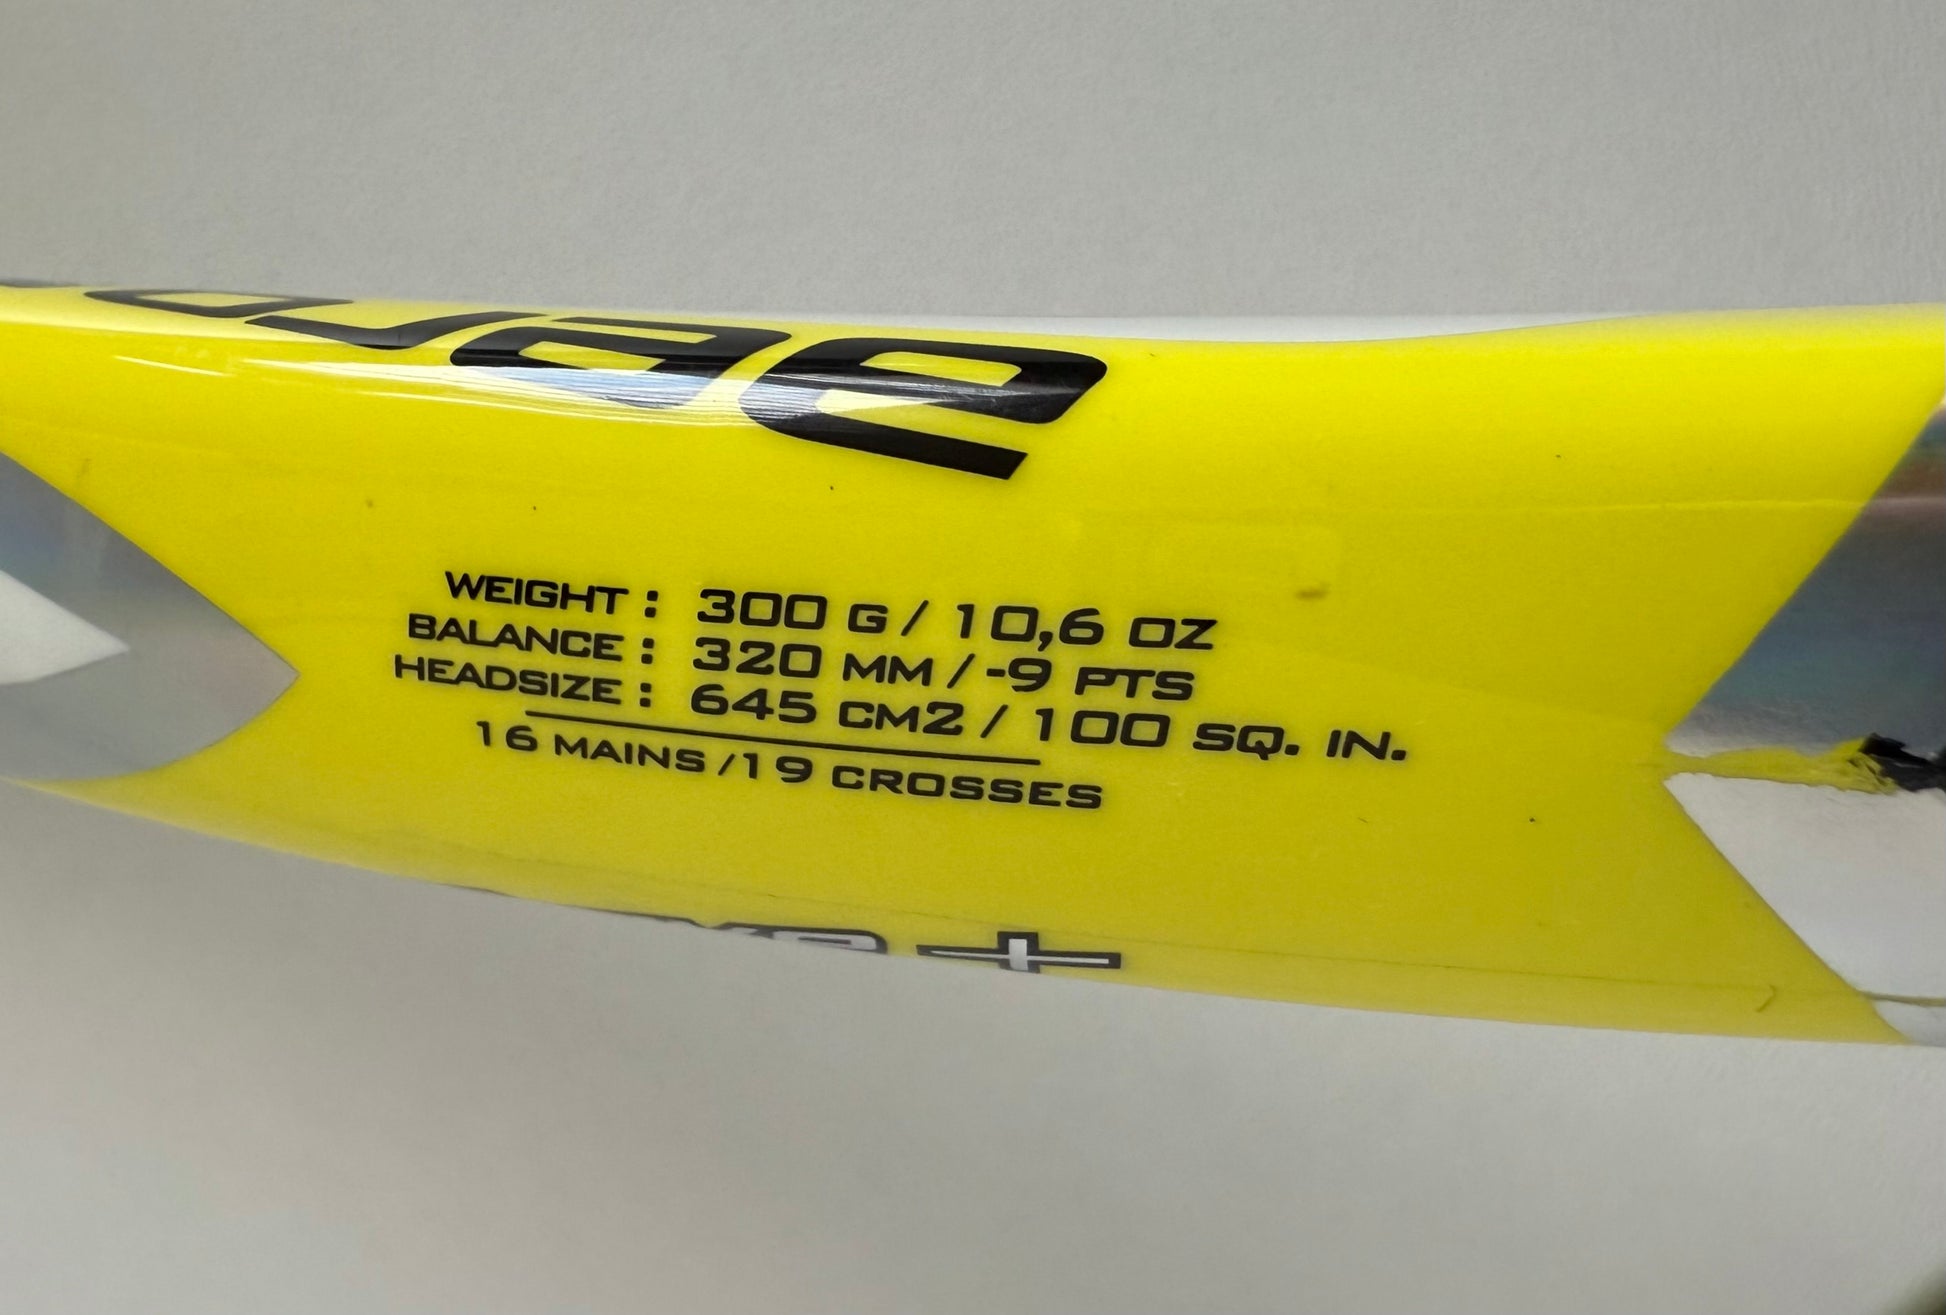 aero
WEIGHT : 300 G / 10,6 OZ
BALANCE : 320 MM / -9 PTS
HEADSIZE : 645 CM2 / 100 SQ. IN.
16 MAINS /19 CROSSES